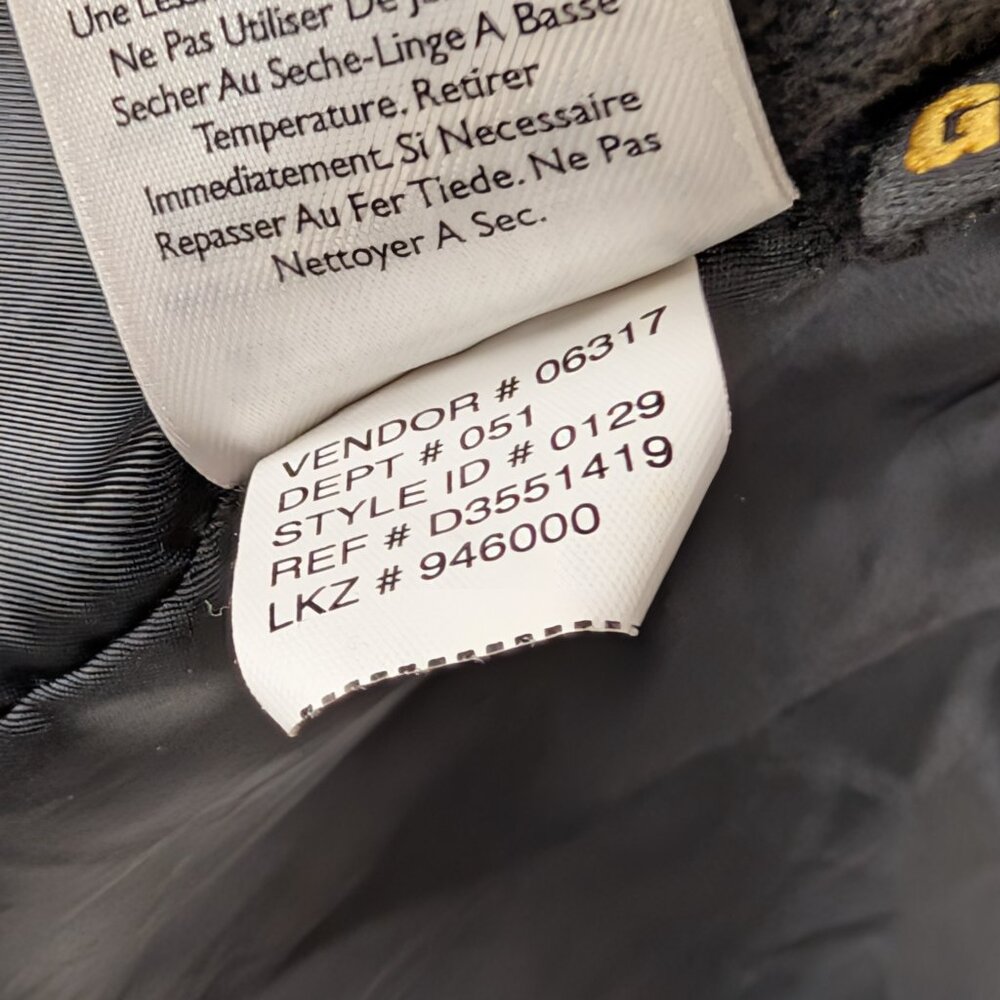 Une
Ne Pas Utiliser De
Secher Au Seche-Linge A Basse
Temperature. Retirer
Immediatement. Si Necessaire
Repasser Au Fer Tiede. Ne Pas
Nettoyer A Sec.
G
VENDOR # 06317
DEPT # 051
STYLE ID # 0129
REF # D3551419
LKZ # 946000